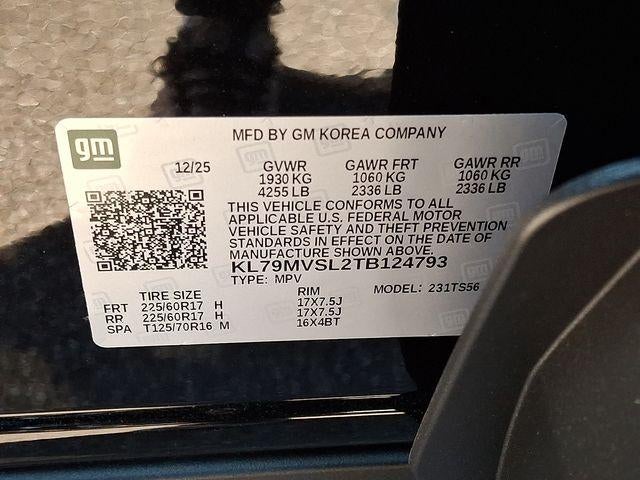 gm
MFD BY GM KOREA COMPANY
12/25 GVWR GAWR FRT GAWR RR
1930 KG 1060 KG 1060 KG
4255 LB 2336 LB 2336 LB
THIS VEHICLE CONFORMS TO ALL
APPLICABLE U.S. FEDERAL MOTOR
VEHICLE SAFETY AND THEFT PREVENTION
STANDARDS IN EFFECT ON THE DATE OF
MANUFACTURE SHOWN ABOVE.
KL79MVSL2TB124793
TYPE: MPV MODEL: 231TS56
TIRE SIZE RIM
FRT 225/60R17 H 17X7.5J
RR 225/60R17 H 17X7.5J
SPA T125/70R16 M 16X4BT